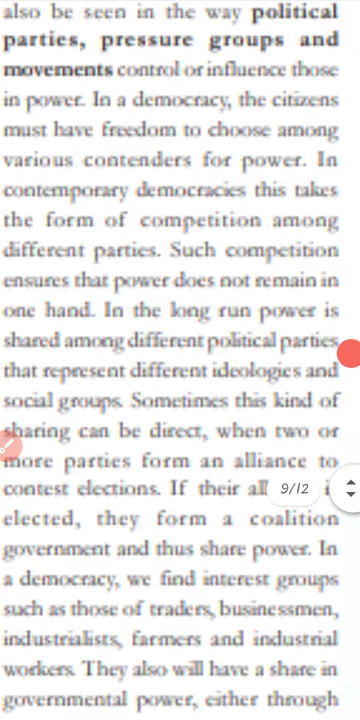 also be seen in the way political
parties, pressure groups and
movements control or influence those
in power. In a democracy, the citizens
must have freedom to choose among
various contenders for power. In
contemporary democracies this takes
the form of competition among
different parties. Such competition
ensures that power does not remain in
one hand. In the long run power is
shared among different political parties
that represent different ideologies and
social groups. Sometimes this kind of
sharing can be direct, when two or
more parties form an alliance to
contest elections. If their
9/12
elected, they form a coalition
government and thus share power. In
a democracy, we find interest groups
such as those of traders, businessmen,
industrialists, farmers and industrial
workers. They also will have a share in
governmental power, either through